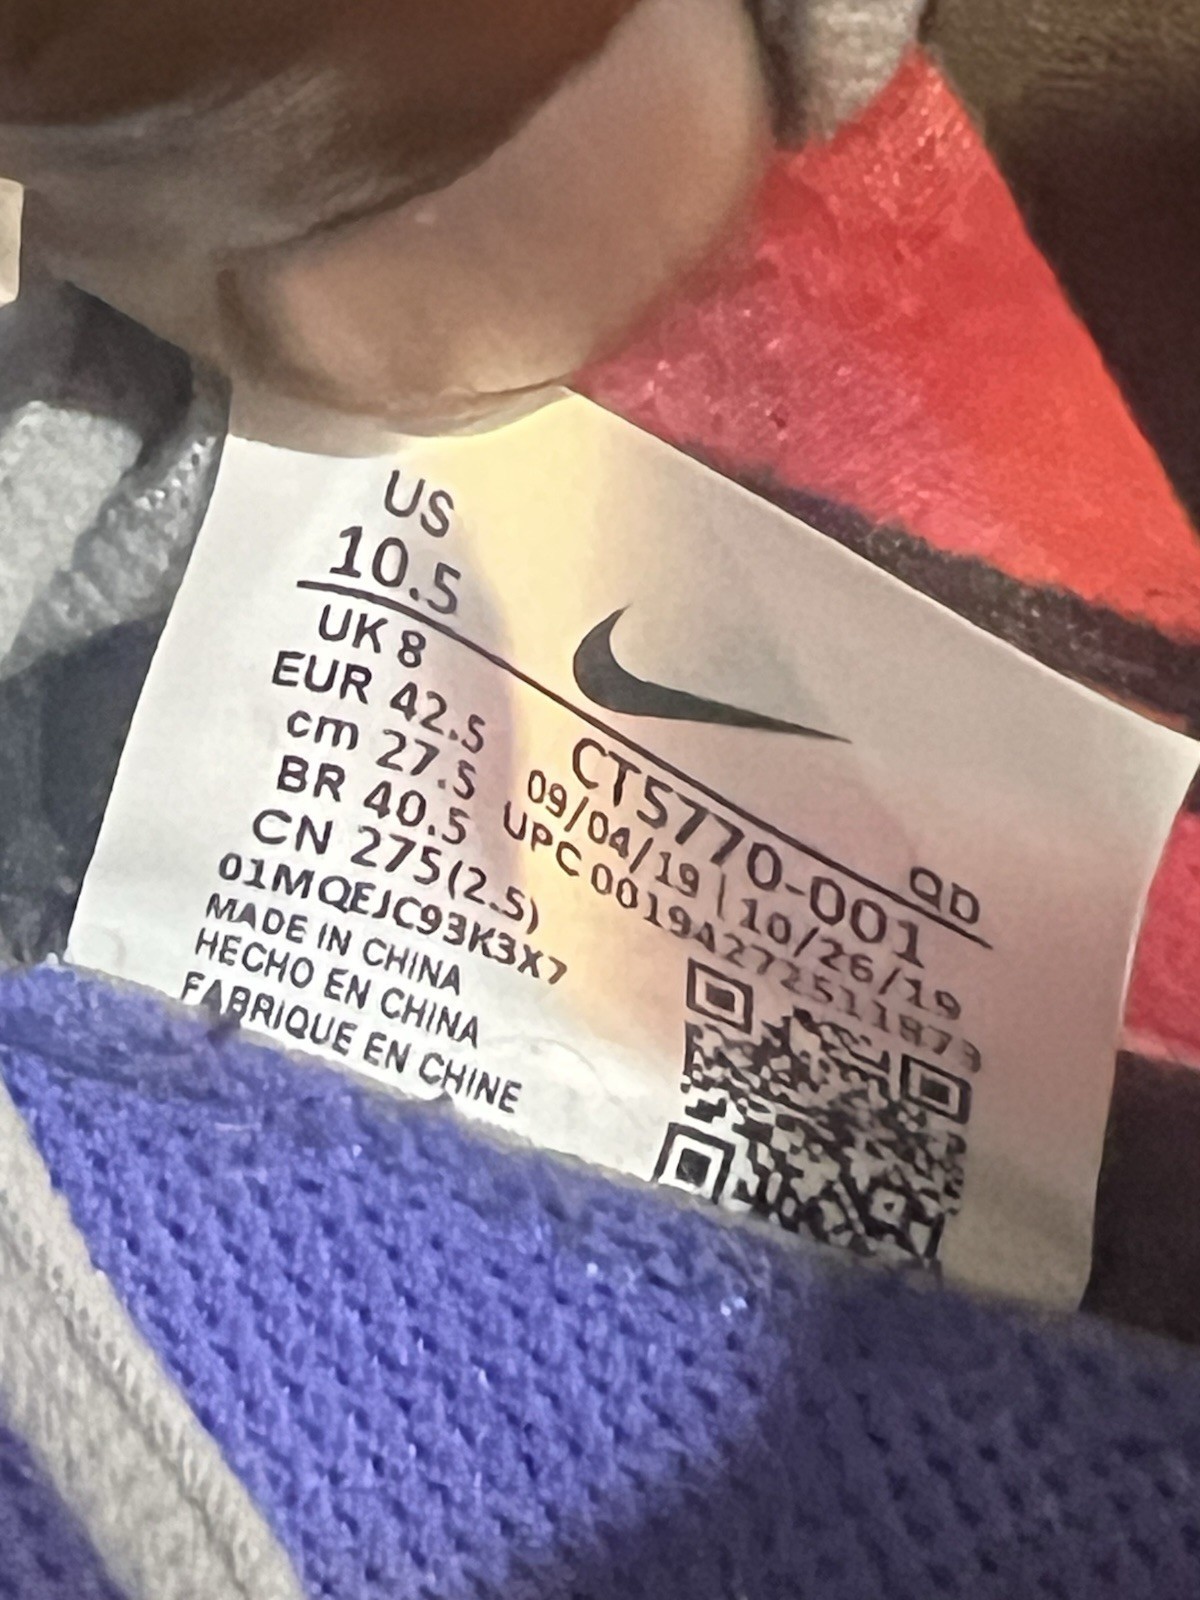 US
10.5
UK 8
EUR 42.5
cm 27.5
BR 40.5
CN 275(2.5)
01MQEJC93K3X7
MADE IN CHINA
HECHO EN CHINA
FABRIQUE EN CHINE
QD
CT5770-001
09/04/19 | 10/26/19
UPC